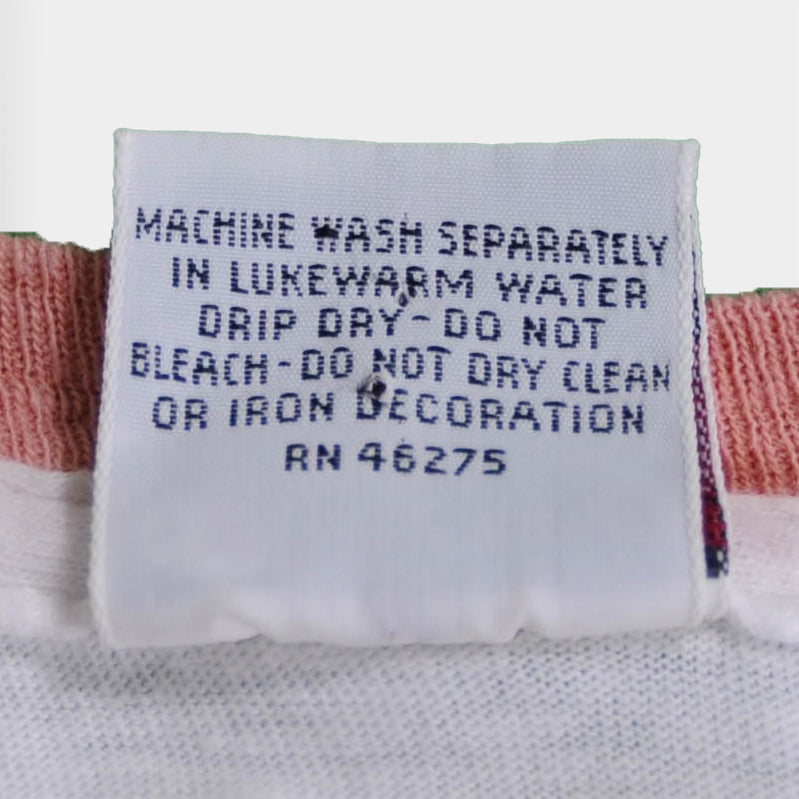 MACHINE WASH SEPARATELY
IN LUKEWARM WATER
DRIP DRY-DO NOT
BLEACH-DO NOT DRY CLEAN
OR IRON DECORATION
RN 46275